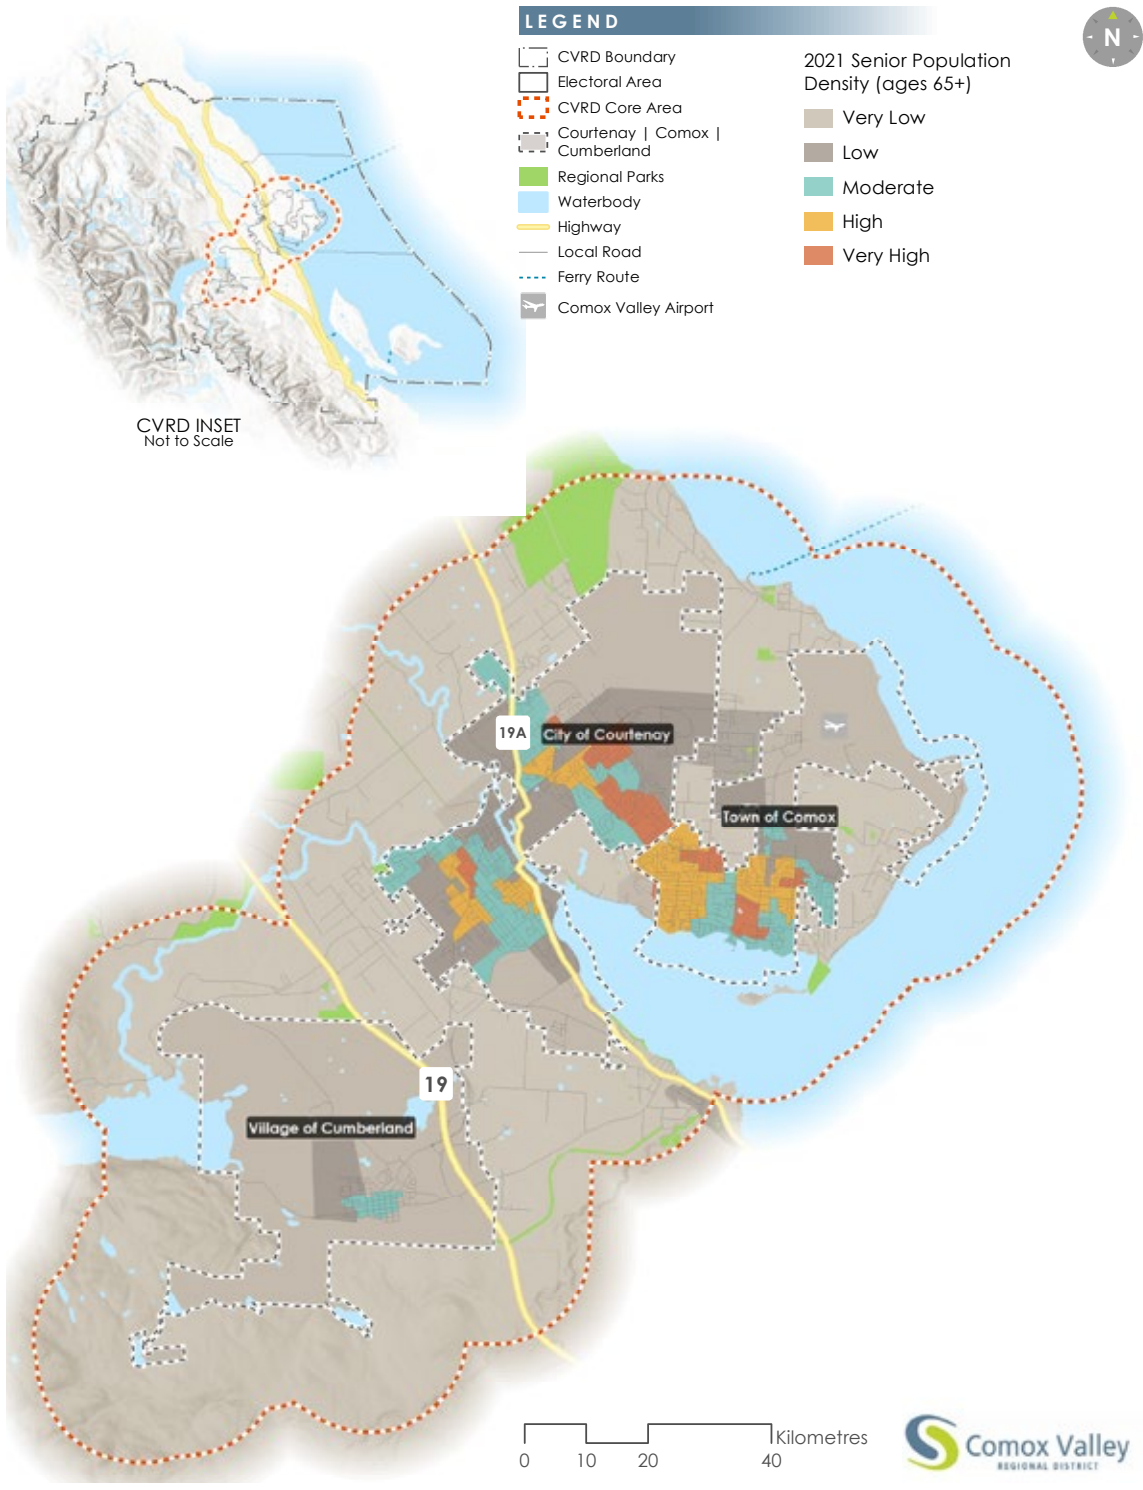 LEGEND
CVRD Boundary
Electoral Area
CVRD Core Area
Courtenay | Comox |
Cumberland
Regional Parks
Waterbody
Highway
Local Road
Ferry Route
Comox Valley Airport
2021 Senior Population
Density (ages 65+)
Very Low
Low
Moderate
High
Very High
N
CVRD INSET
Not to Scale
19A
City of Courtenay
Town of Comox
19
Village of Cumberland
Kilometres
0 10 20 40
Comox Valley
REGIONAL DISTRICT